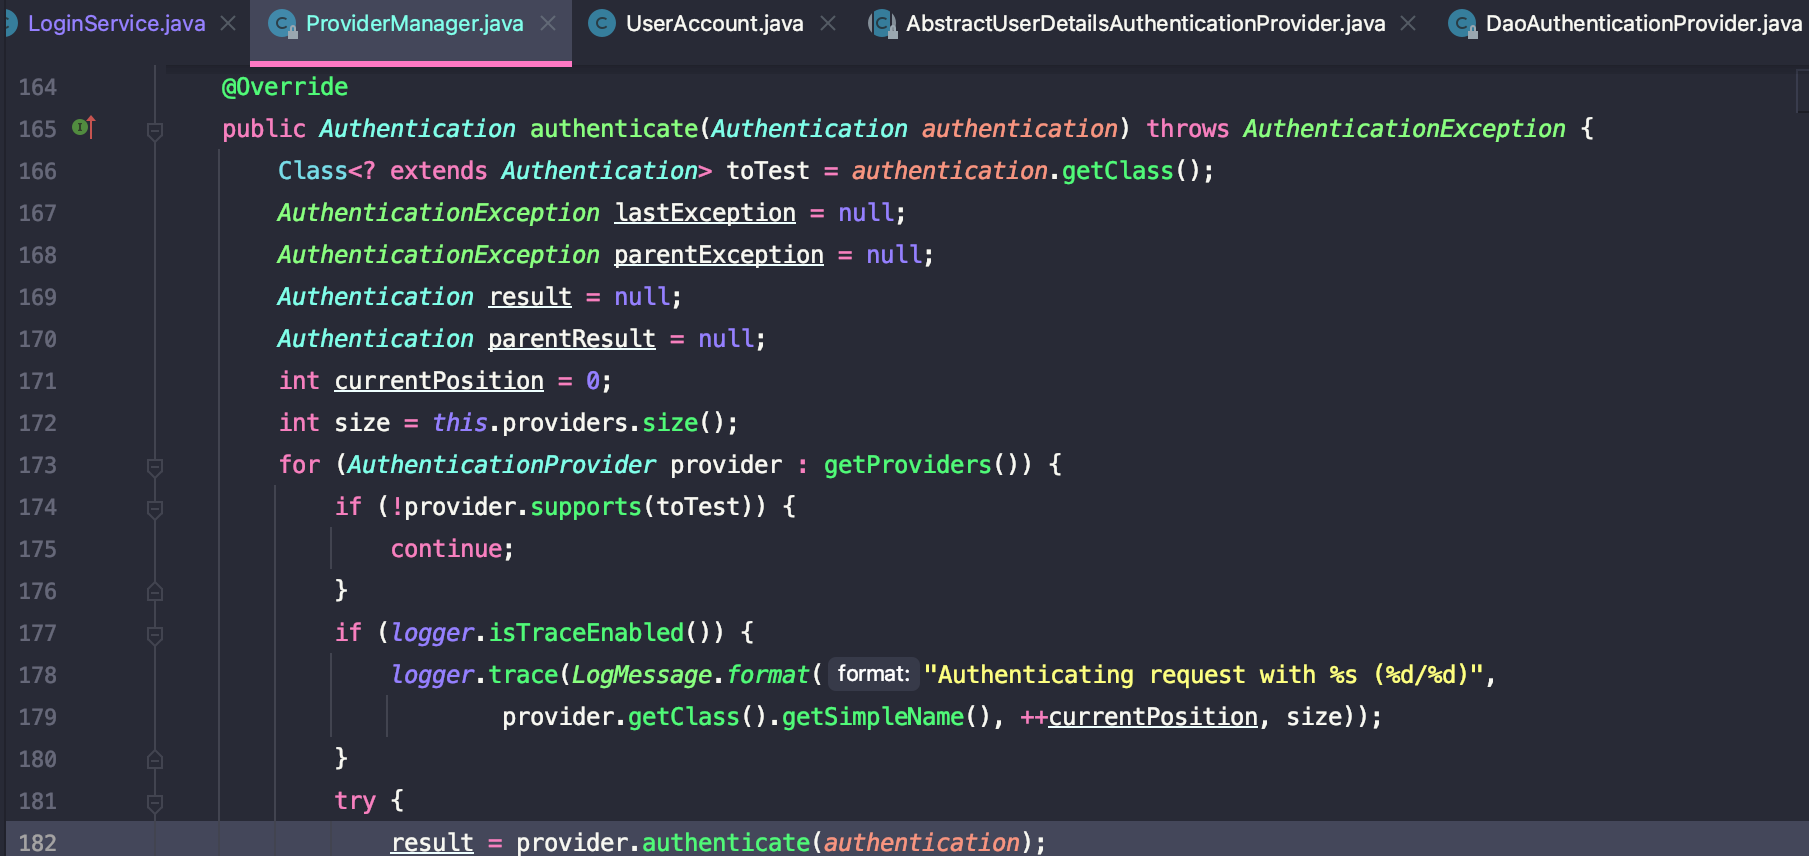 LoginService.java ProviderManager.java UserAccount.java AbstractUserDetailsAuthenticationProvider.java DaoAuthenticationProvider.java
164 @Override
165 public Authentication authenticate(Authentication authentication) throws AuthenticationException {
166 Class<? extends Authentication> toTest = authentication.getClass();
167 AuthenticationException lastException = null;
168 AuthenticationException parentException = null;
169 Authentication result = null;
170 Authentication parentResult = null;
171 int currentPosition = 0;
172 int size = this.providers.size();
173 for (AuthenticationProvider provider : getProviders()) {
174 if (!provider.supports(toTest)) {
175 continue;
176 }
177 if (logger.isTraceEnabled()) {
178 logger.trace(LogMessage.format( format: "Authenticating request with %s (%d/%d)",
179 provider.getClass().getSimpleName(), ++currentPosition, size));
180 }
181 try {
182 result = provider.authenticate(authentication);